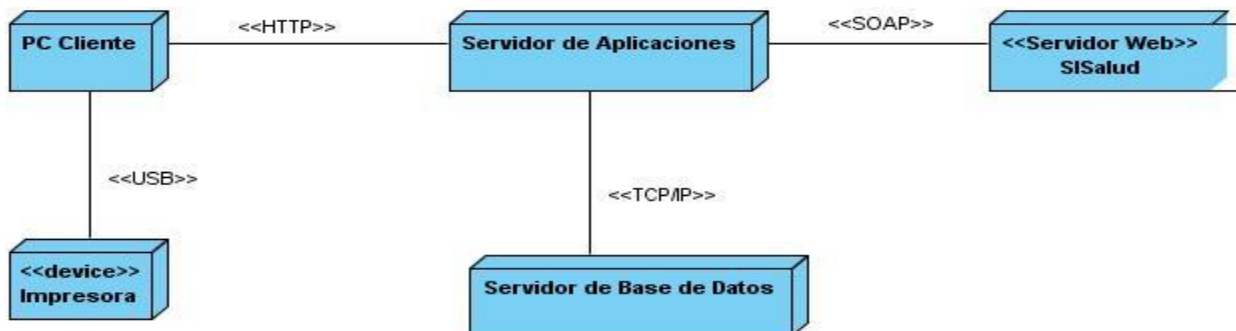 PC Cliente
<<HTTP>>
Servidor de Aplicaciones
<<SOAP>>
<<Servidor Web>>
SISalud
<<USB>>
<<TCP/IP>>
<<device>>
Impresora
Servidor de Base de Datos